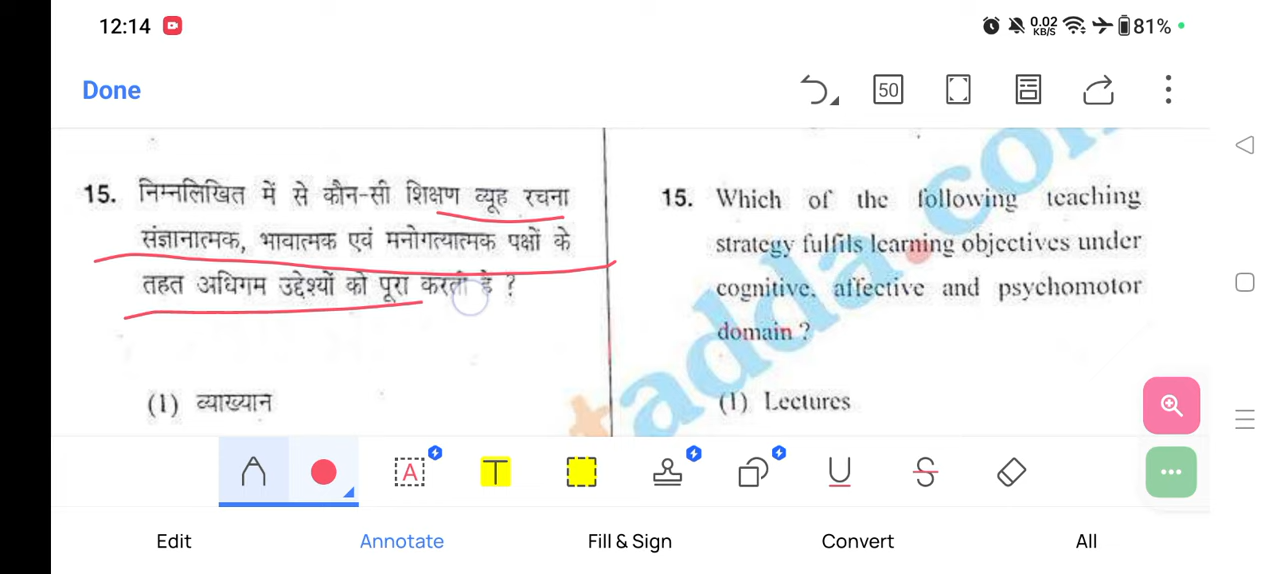 12:14
0.02
KB/S
81%
Done
50
15. निम्नलिखित में से कौन-सी शिक्षण व्यूह रचना
संज्ञानात्मक, भावात्मक एवं मनोगत्यात्मक पक्षों के
तहत अधिगम उद्देश्यों को पूरा करती है ?
(1) व्याख्यान
15. Which of the following teaching
strategy fulfils learning objectives under
cognitive, affective and psychomotor
domain ?
(1) Lectures
adda.com
A
T
U
S
Edit
Annotate
Fill & Sign
Convert
All